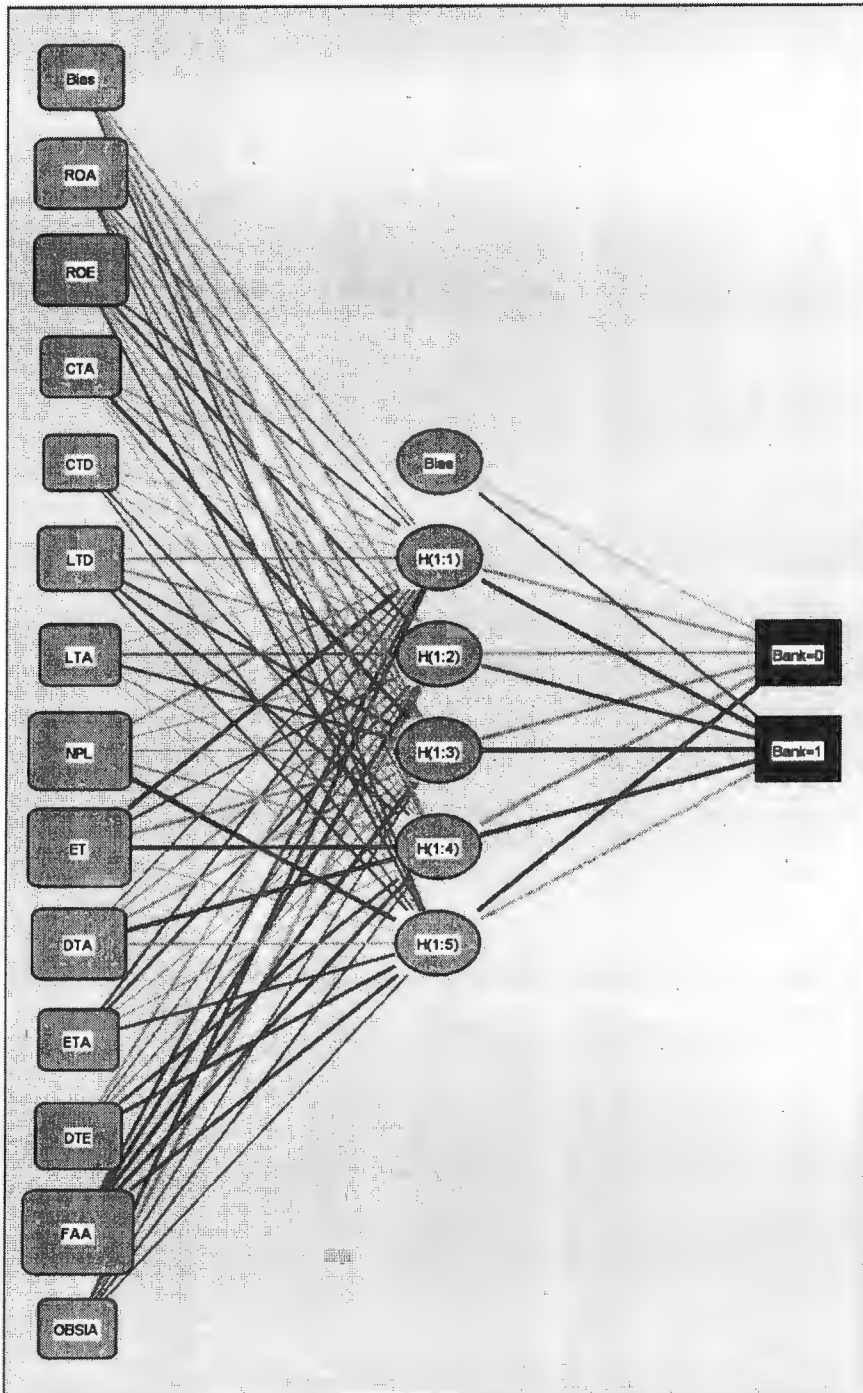 Bias
ROA
ROE
CTA
CTD
LTD
LTA
NPL
ET
DTA
ETA
DTE
FAA
OBSIA
Bias
H(1:1)
H(1:2)
H(1:3)
H(1:4)
H(1:5)
Bank=0
Bank=1